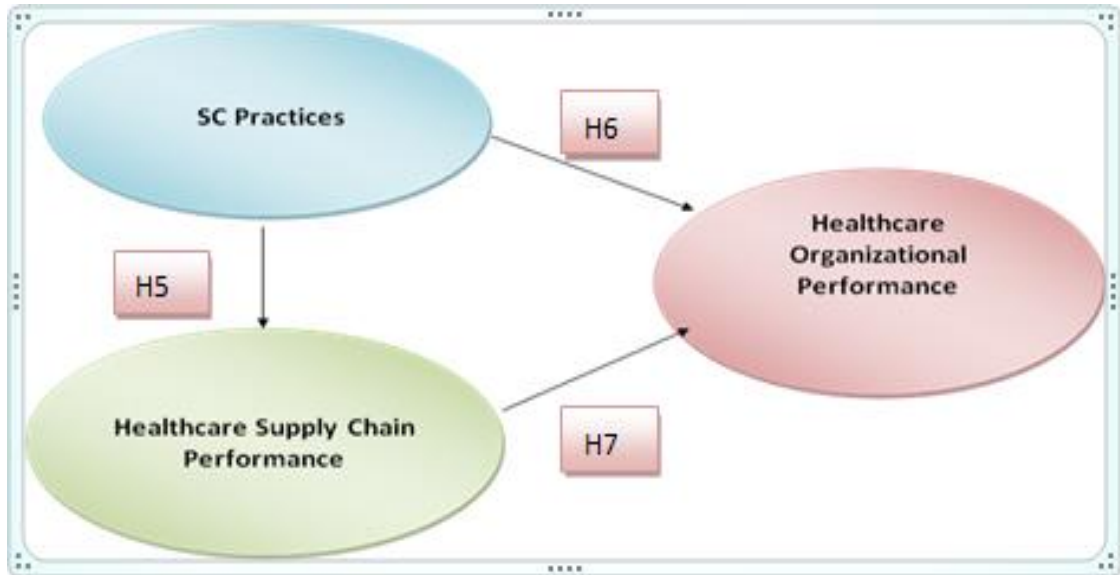 SC Practices
H6
Healthcare
Organizational
Performance
H5
Healthcare Supply Chain
Performance
H7